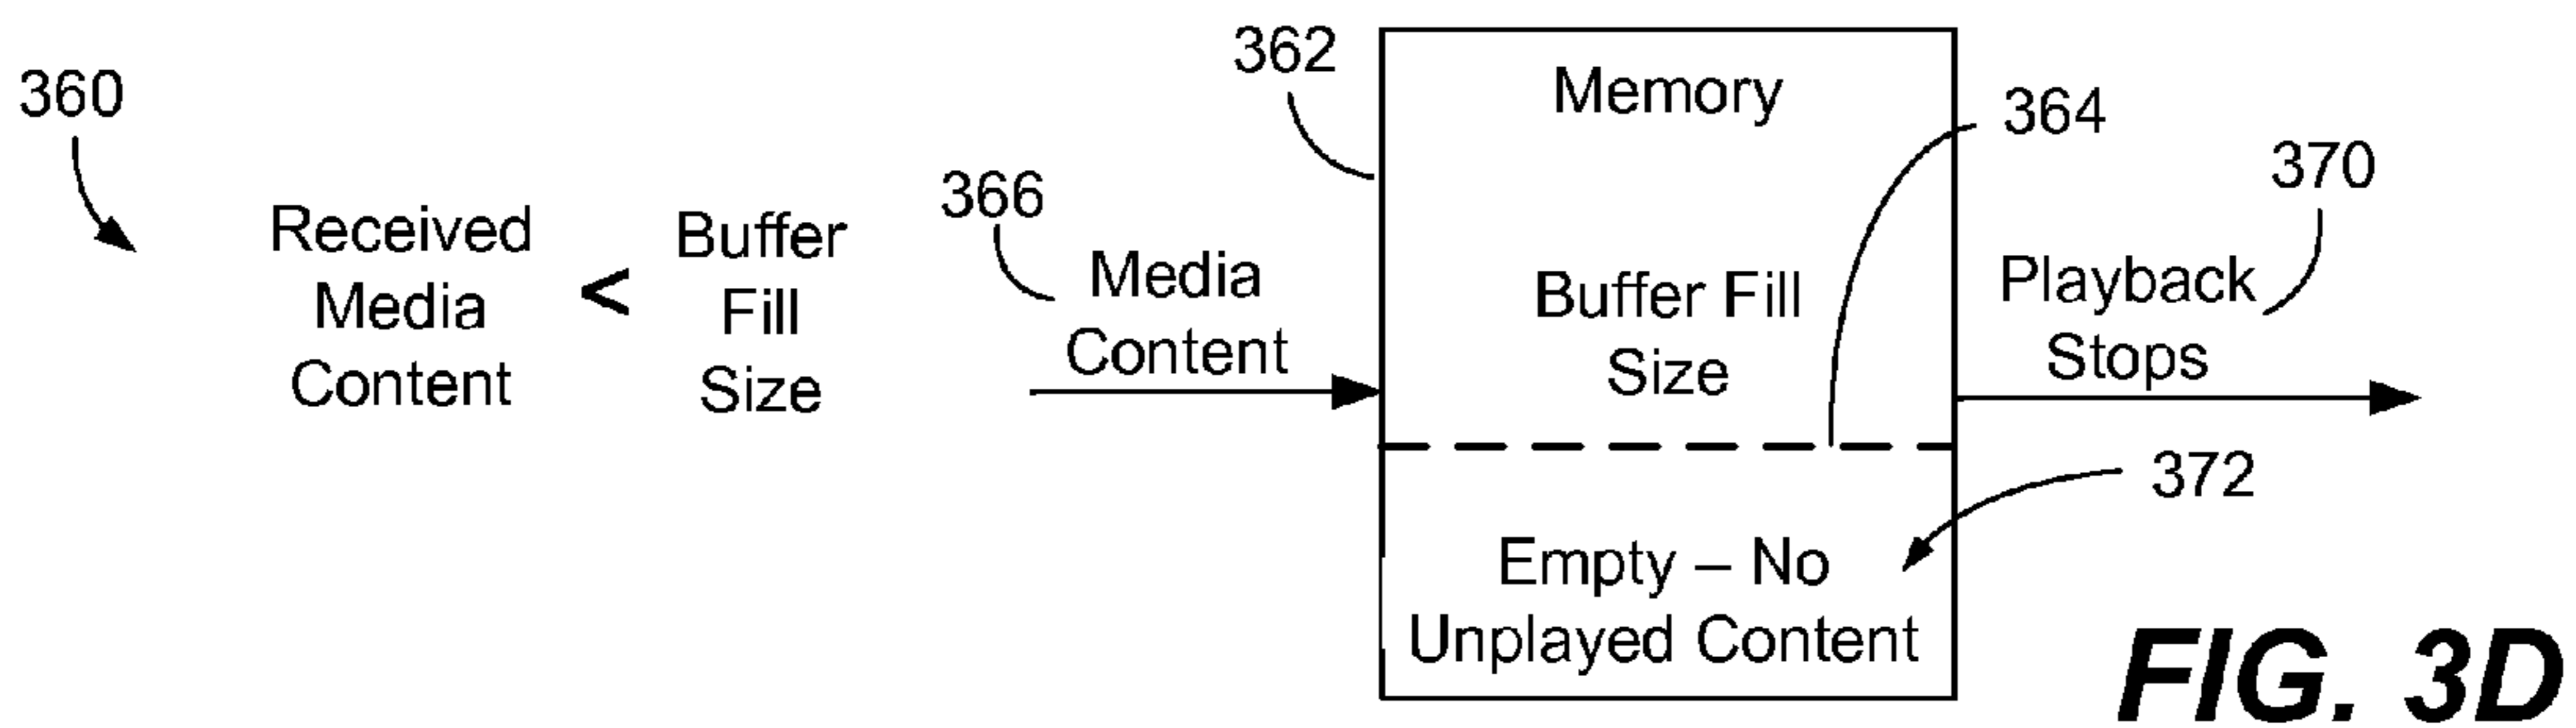 360
Received
Media
Content
<
Buffer
Fill
Size
366
Media
Content
362
Memory
Buffer Fill
Size
364
Empty – No
Unplayed Content
370
Playback
Stops
372
FIG. 3D